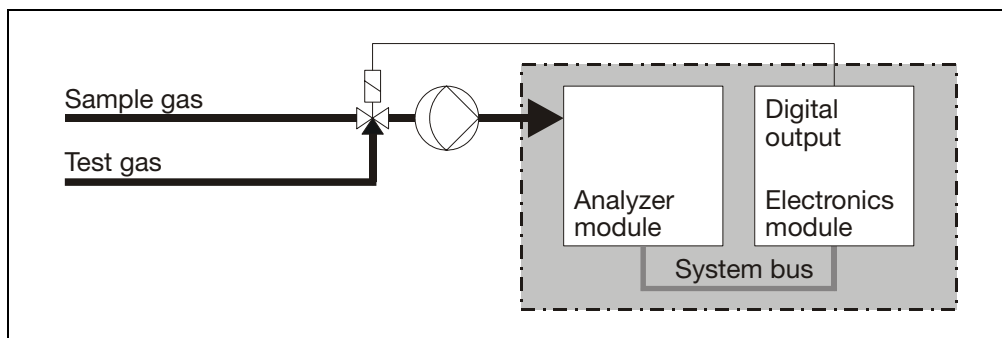 Sample gas
Test gas
Digital
output
Analyzer
module
Electronics
module
System bus